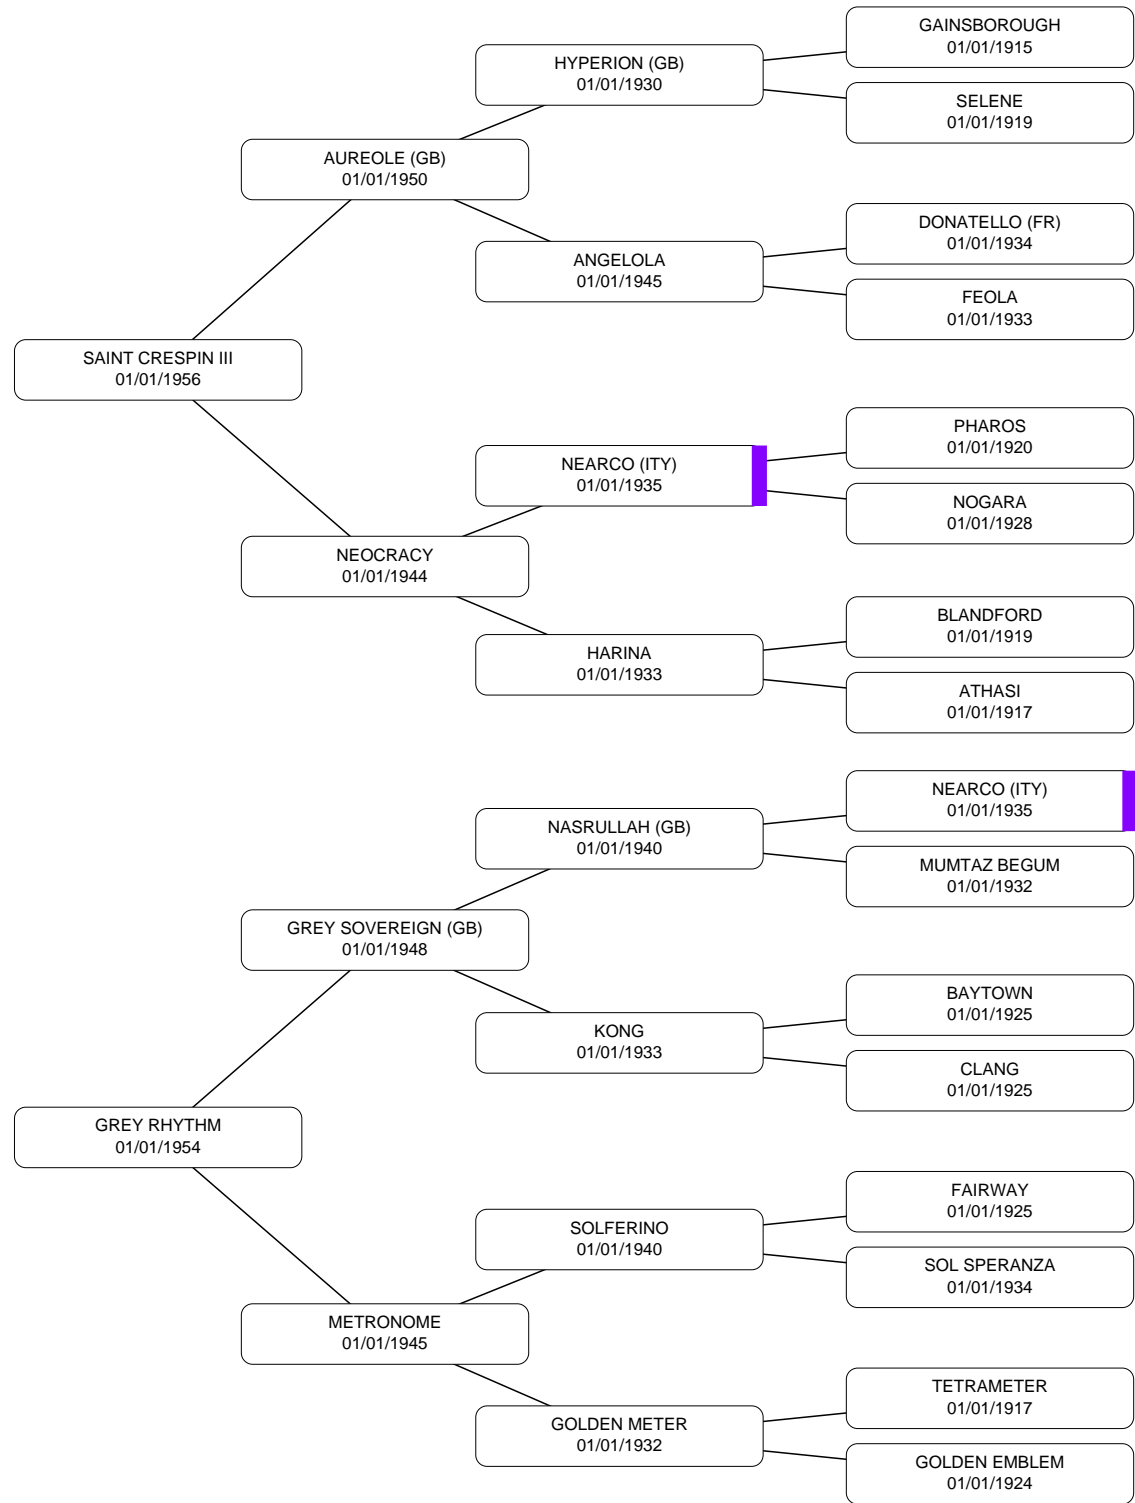 GAINSBOROUGH
01/01/1915
HYPERION (GB)
01/01/1930
SELENE
01/01/1919
AUREOLE (GB)
01/01/1950
DONATELLO (FR)
01/01/1934
ANGELOLA
01/01/1945
FEOLA
01/01/1933
SAINT CRESPIN III
01/01/1956
PHAROS
01/01/1920
NEARCO (ITY)
01/01/1935
NOGARA
01/01/1928
NEOCRACY
01/01/1944
BLANDFORD
01/01/1919
HARINA
01/01/1933
ATHASI
01/01/1917
NEARCO (ITY)
01/01/1935
NASRULLAH (GB)
01/01/1940
MUMTAZ BEGUM
01/01/1932
GREY SOVEREIGN (GB)
01/01/1948
BAYTOWN
01/01/1925
KONG
01/01/1933
CLANG
01/01/1925
GREY RHYTHM
01/01/1954
FAIRWAY
01/01/1925
SOLFERINO
01/01/1940
SOL SPERANZA
01/01/1934
METRONOME
01/01/1945
TETRAMETER
01/01/1917
GOLDEN METER
01/01/1932
GOLDEN EMBLEM
01/01/1924